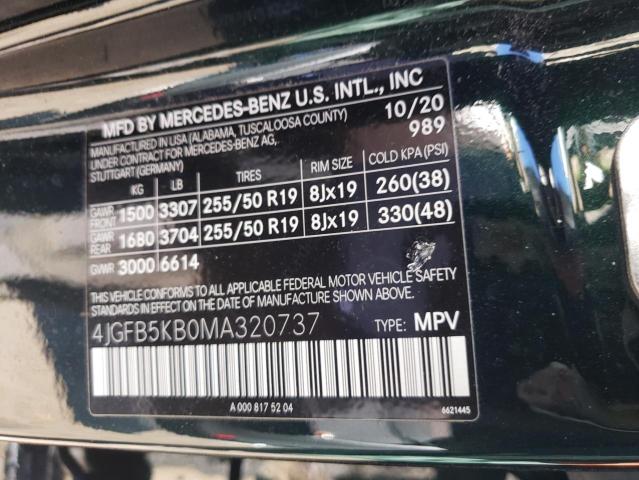 MFD BY MERCEDES-BENZ U.S. INTL., INC
MANUFACTURED IN USA (ALABAMA, TUSCALOOSA COUNTY) 10/20
UNDER CONTRACT FOR MERCEDES-BENZ AG, 989
STUTTGART (GERMANY)
KG LB TIRES RIM SIZE COLD KPA (PSI)
GAWR FRONT 1500 3307 255/50 R19 8Jx19 260(38)
GAWR REAR 1680 3704 255/50 R19 8Jx19 330(48)
GVWR 3000 6614
THIS VEHICLE CONFORMS TO ALL APPLICABLE FEDERAL MOTOR VEHICLE SAFETY
STANDARDS IN EFFECT ON THE DATE OF MANUFACTURE SHOWN ABOVE.
4JGFB5KB0MA320737 TYPE: MPV
A 000 817 52 04
6621445